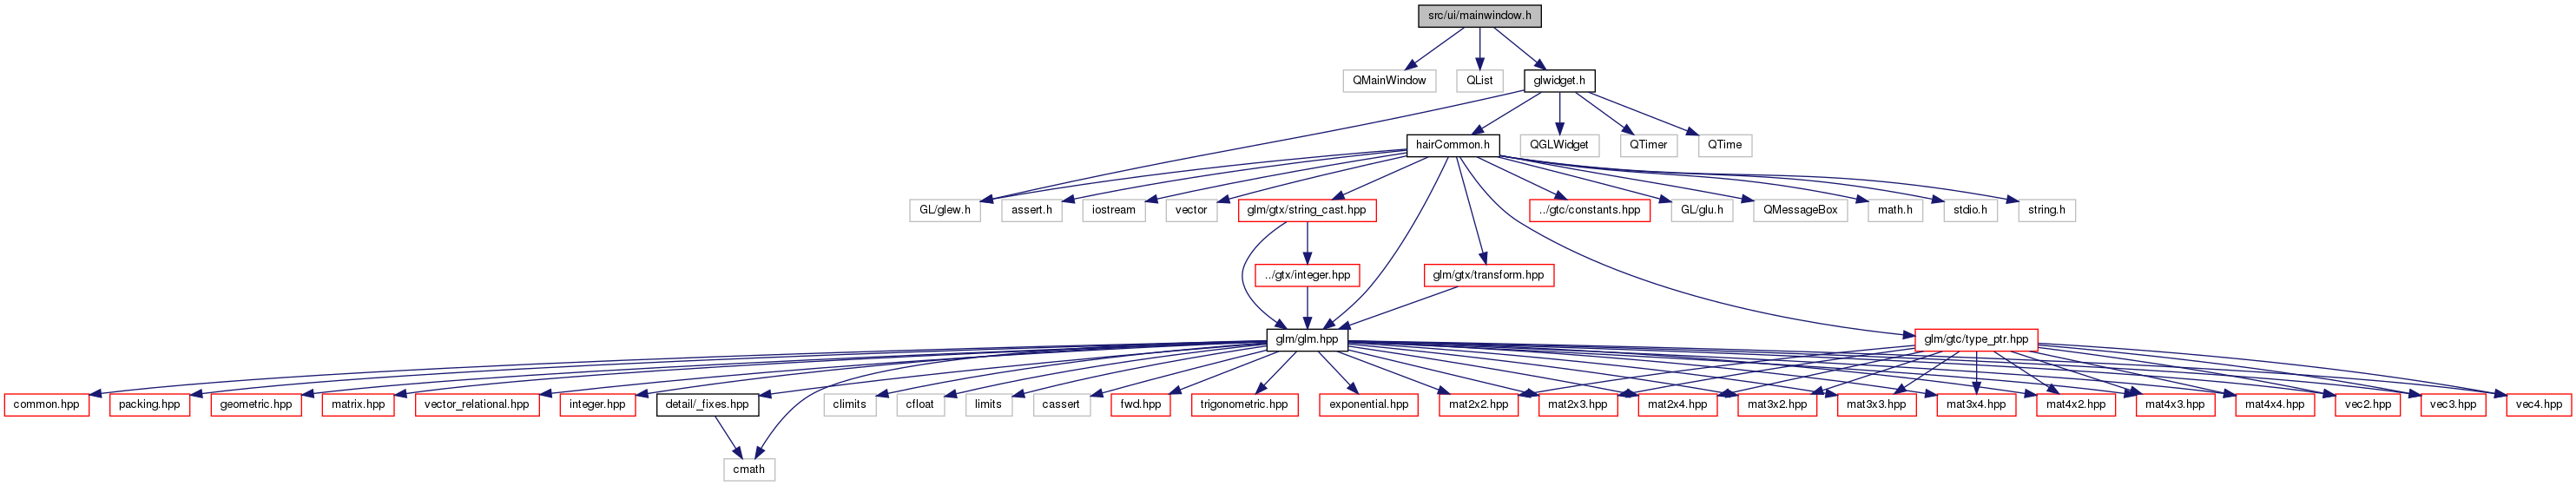 src/ui/mainwindow.h
QMainWindow
QList
glwidget.h
hairCommon.h
QGLWidget
QTimer
QTime
GL/glew.h
assert.h
iostream
vector
glm/gtx/string_cast.hpp
../gtc/constants.hpp
GL/glu.h
QMessageBox
math.h
stdio.h
string.h
../gtx/integer.hpp
glm/gtx/transform.hpp
glm/glm.hpp
glm/gtc/type_ptr.hpp
common.hpp
packing.hpp
geometric.hpp
matrix.hpp
vector_relational.hpp
integer.hpp
detail/_fixes.hpp
climits
cfloat
limits
cassert
fwd.hpp
trigonometric.hpp
exponential.hpp
mat2x2.hpp
mat2x3.hpp
mat2x4.hpp
mat3x2.hpp
mat3x3.hpp
mat3x4.hpp
mat4x2.hpp
mat4x3.hpp
mat4x4.hpp
vec2.hpp
vec3.hpp
vec4.hpp
cmath